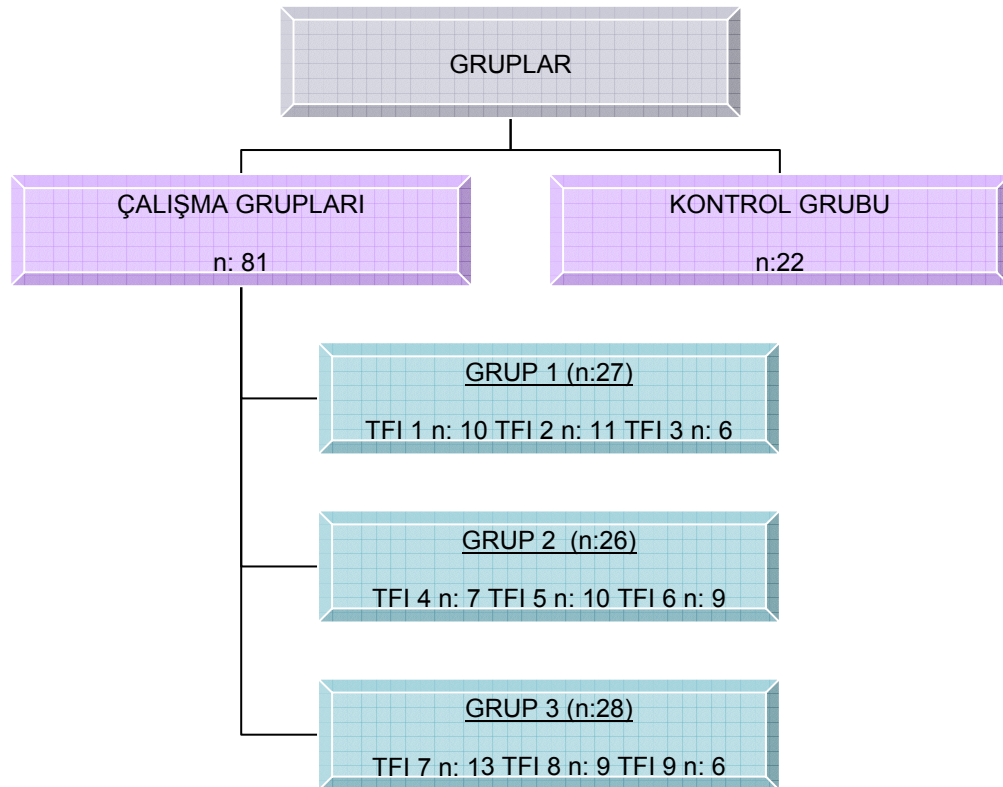 GRUPLAR
ÇALIŞMA GRUPLARI
n: 81
KONTROL GRUBU
n:22
GRUP 1 (n:27)
TFI 1 n: 10 TFI 2 n: 11 TFI 3 n: 6
GRUP 2 (n:26)
TFI 4 n: 7 TFI 5 n: 10 TFI 6 n: 9
GRUP 3 (n:28)
TFI 7 n: 13 TFI 8 n: 9 TFI 9 n: 6